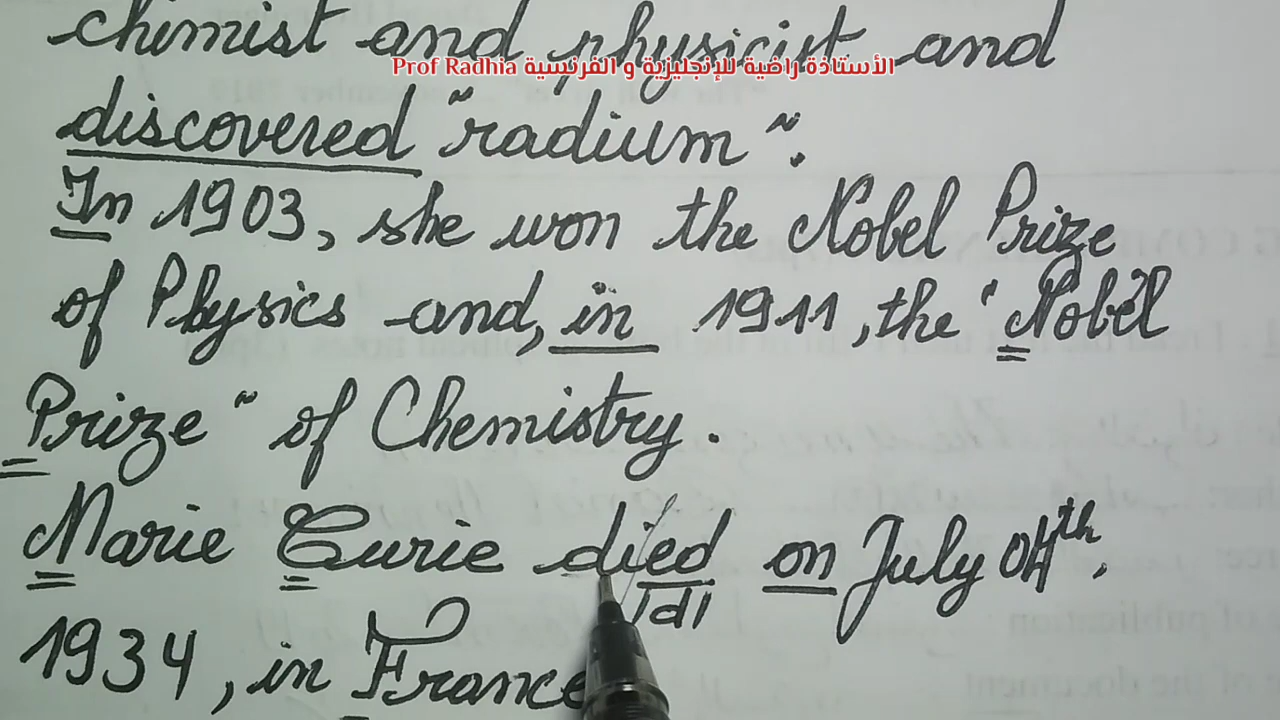 chemist and physicist and
Prof Radhia الأستاذة راضية للإنجليزية و الفرنسية
discovered "radium".
In 1903, she won the Nobel Prize
of Physics and, in 1911, the "Nobel
Prize" of Chemistry.
Marie Curie died on July 04th,
/d/
1934, in France